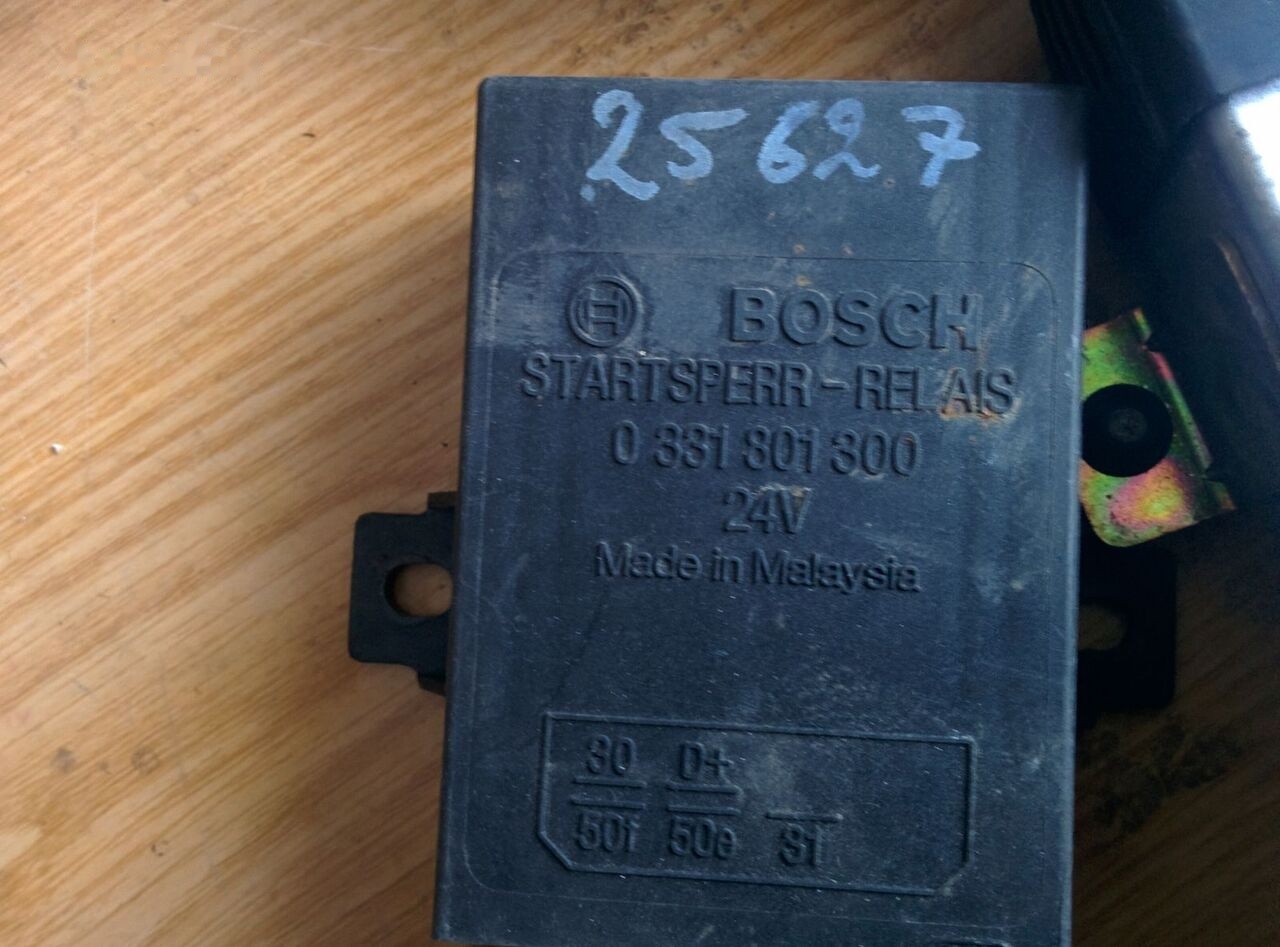 25627
BOSCH
STARTSPERR-RELAIS
0 331 801 300
24V
Made in Malaysia
30 D+
50f 50e 31